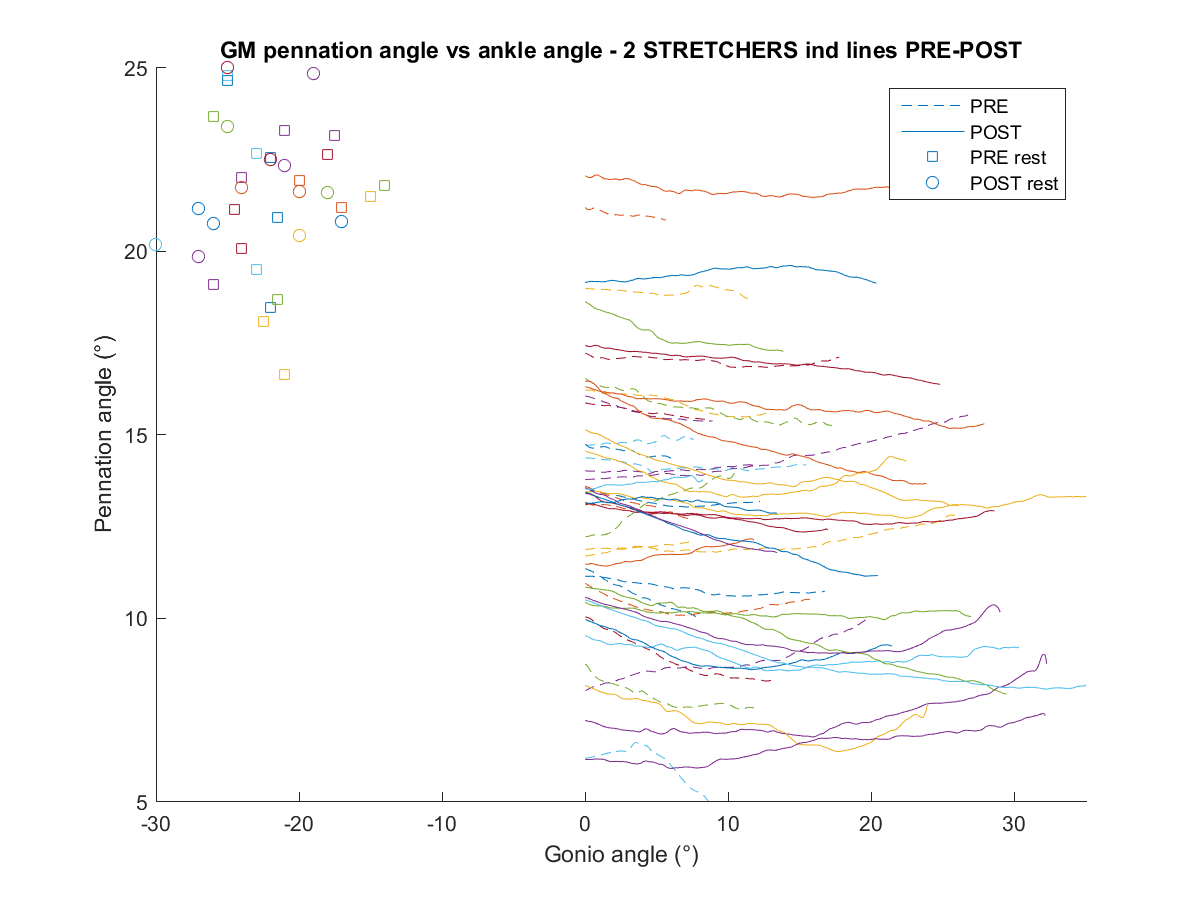 GM pennation angle vs ankle angle - 2 STRETCHERS ind lines PRE-POST
PRE
POST
PRE rest
POST rest
25
20
15
10
5
Pennation angle (°)
-30
-20
-10
0
10
20
30
Gonio angle (°)